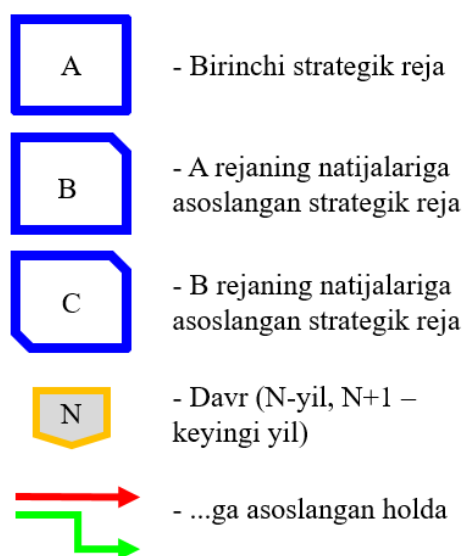 A
- Birinchi strategik reja
B
- A rejaning natijalariga
asoslangan strategik reja
C
- B rejaning natijalariga
asoslangan strategik reja
N
- Davr (N-yil, N+1 –
keyingi yil)
- ...ga asoslangan holda